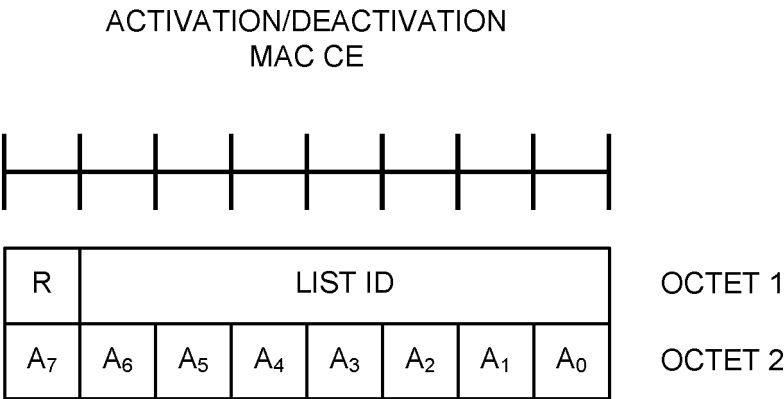 ACTIVATION/DEACTIVATION
MAC CE
R LIST ID OCTET 1
A₇ A₆ A₅ A₄ A₃ A₂ A₁ A₀ OCTET 2